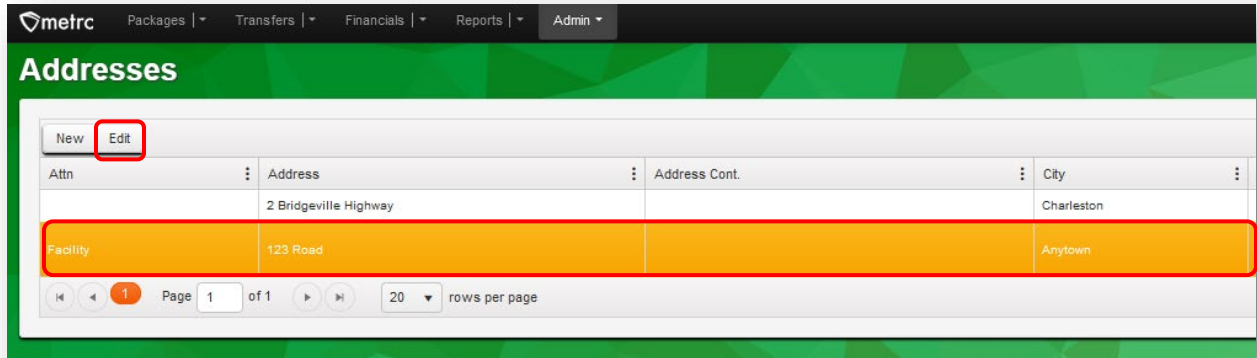 metrc Packages | Transfers | Financials | Reports | Admin
Addresses
New Edit
Attn Address Address Cont. City
2 Bridgeville Highway Charleston
Facility 123 Road Anytown
1 Page 1 of 1 20 rows per page